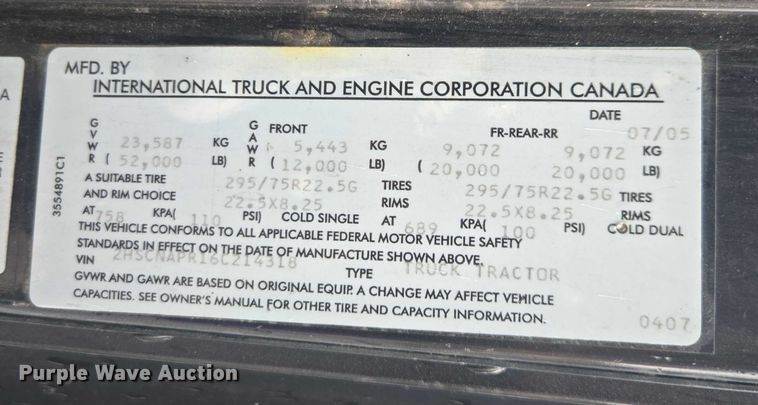 MFD. BY
INTERNATIONAL TRUCK AND ENGINE CORPORATION CANADA
DATE
07/05
GVWR 23,587 KG GAWR FRONT 5,443 KG FR-REAR-RR 9,072 9,072 KG
( 52,000 LB) ( 12,000 LB) ( 20,000 20,000 LB)
A SUITABLE TIRE 295/75R22.5G TIRES 295/75R22.5G TIRES
AND RIM CHOICE 22.5X8.25 RIMS 22.5X8.25 RIMS
AT 758 KPA( 110 PSI) COLD SINGLE AT 689 KPA( 100 PSI) COLD DUAL
THIS VEHICLE CONFORMS TO ALL APPLICABLE FEDERAL MOTOR VEHICLE SAFETY
STANDARDS IN EFFECT ON THE DATE OF MANUFACTURE SHOWN ABOVE.
VIN 2HSCNAPR16C214318 TYPE TRUCK TRACTOR
GVWR AND GAWR ARE BASED ON ORIGINAL EQUIP. A CHANGE MAY AFFECT VEHICLE
CAPACITIES. SEE OWNER'S MANUAL FOR OTHER TIRE AND CAPACITY INFORMATION.
0407
3554891C1
A
Purple Wave Auction